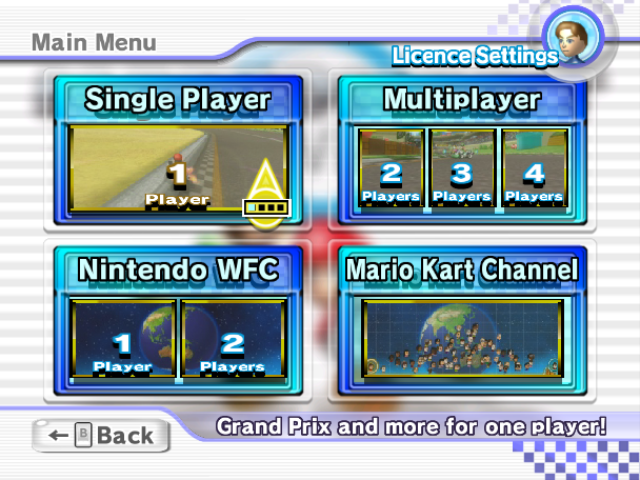 Main Menu
Licence Settings
Single Player
1
Player
Multiplayer
2
Players
3
Players
4
Players
Nintendo WFC
1
Player
2
Players
Mario Kart Channel
← B Back
Grand Prix and more for one player!